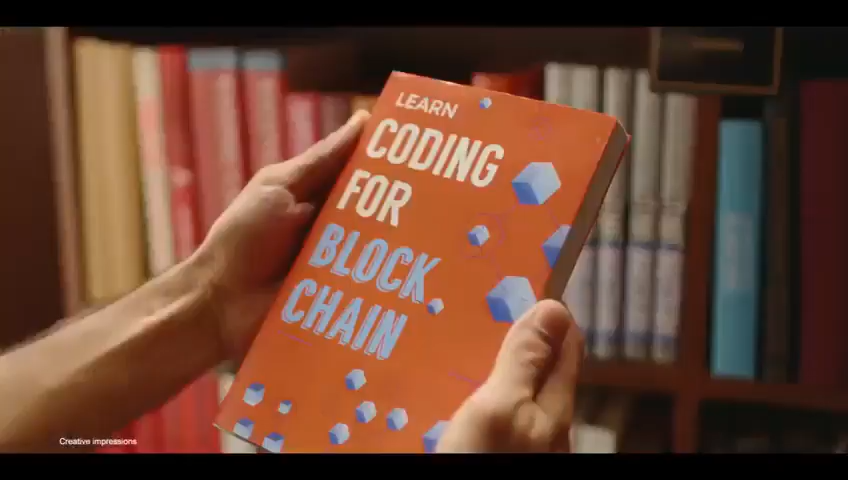 LEARN
CODING
FOR
BLOCK
CHAIN
Creative impressions